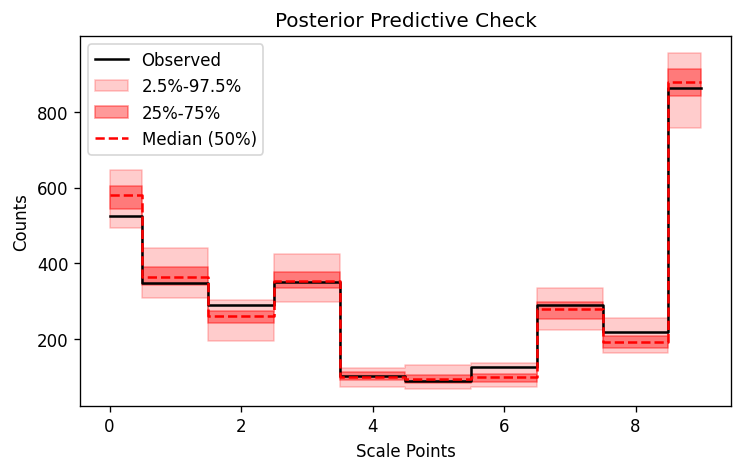 Posterior Predictive Check
Observed
2.5%-97.5%
25%-75%
Median (50%)
800
600
400
200
Counts
0 2 4 6 8
Scale Points